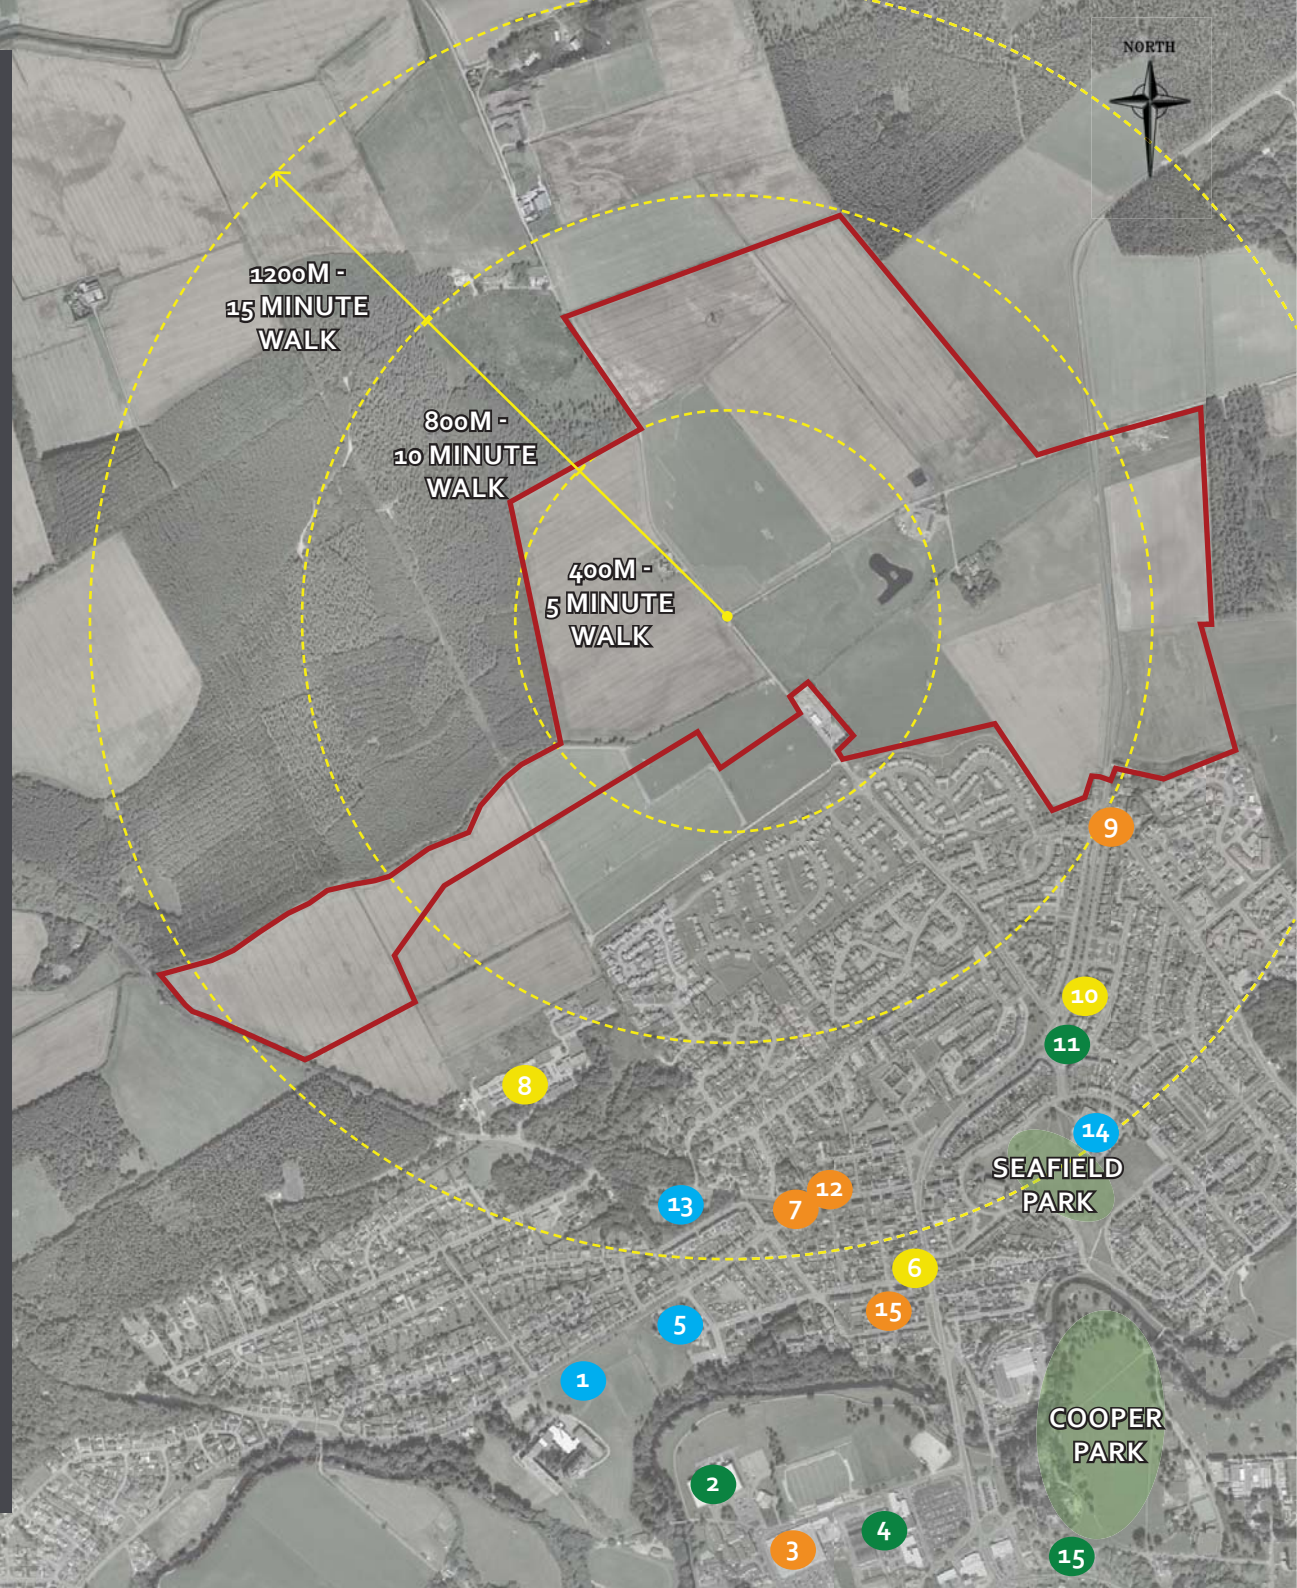 NORTH
1200M -
15 MINUTE
WALK
800M -
10 MINUTE
WALK
400M -
5 MINUTE
WALK
9
10
11
8
14
SEAFIELD
PARK
13
12
7
6
15
5
1
COOPER
PARK
2
4
3
15